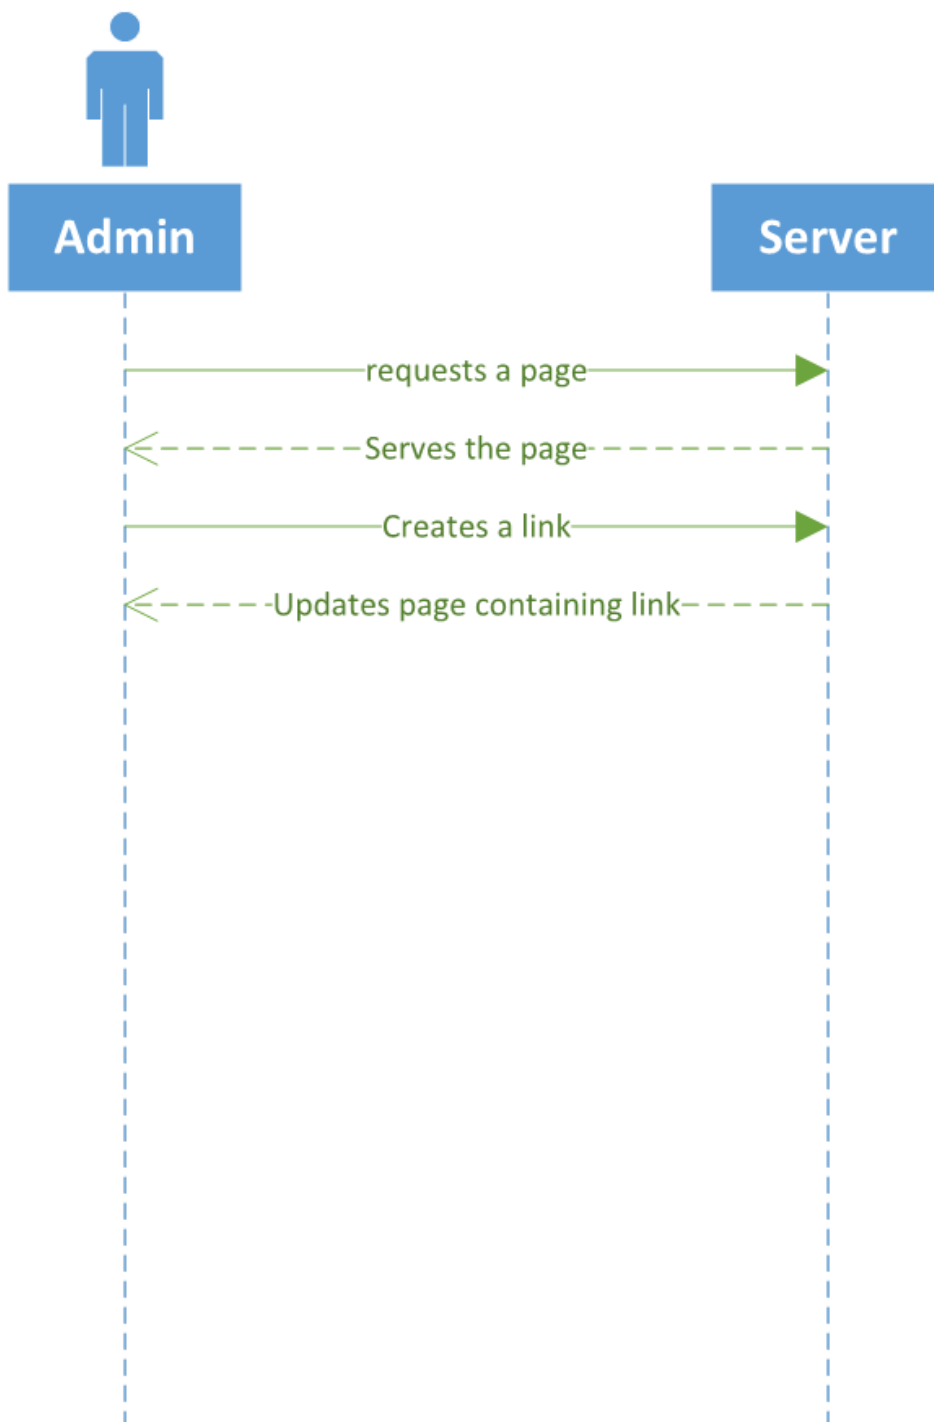 Admin
Server
requests a page
Serves the page
Creates a link
Updates page containing link